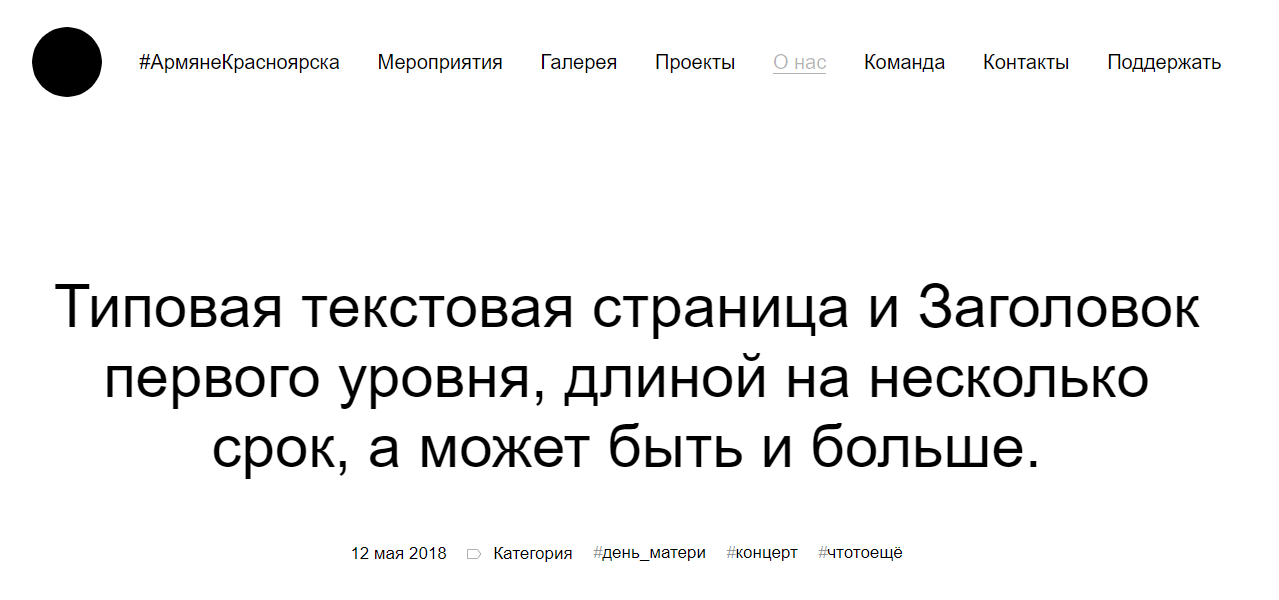 #АрмянеКрасноярска Мероприятия Галерея Проекты О нас Команда Контакты Поддержать
Типовая текстовая страница и Заголовок
первого уровня, длиной на несколько
срок, а может быть и больше.
12 мая 2018 Категория #день_матери #концерт #чтотоещё